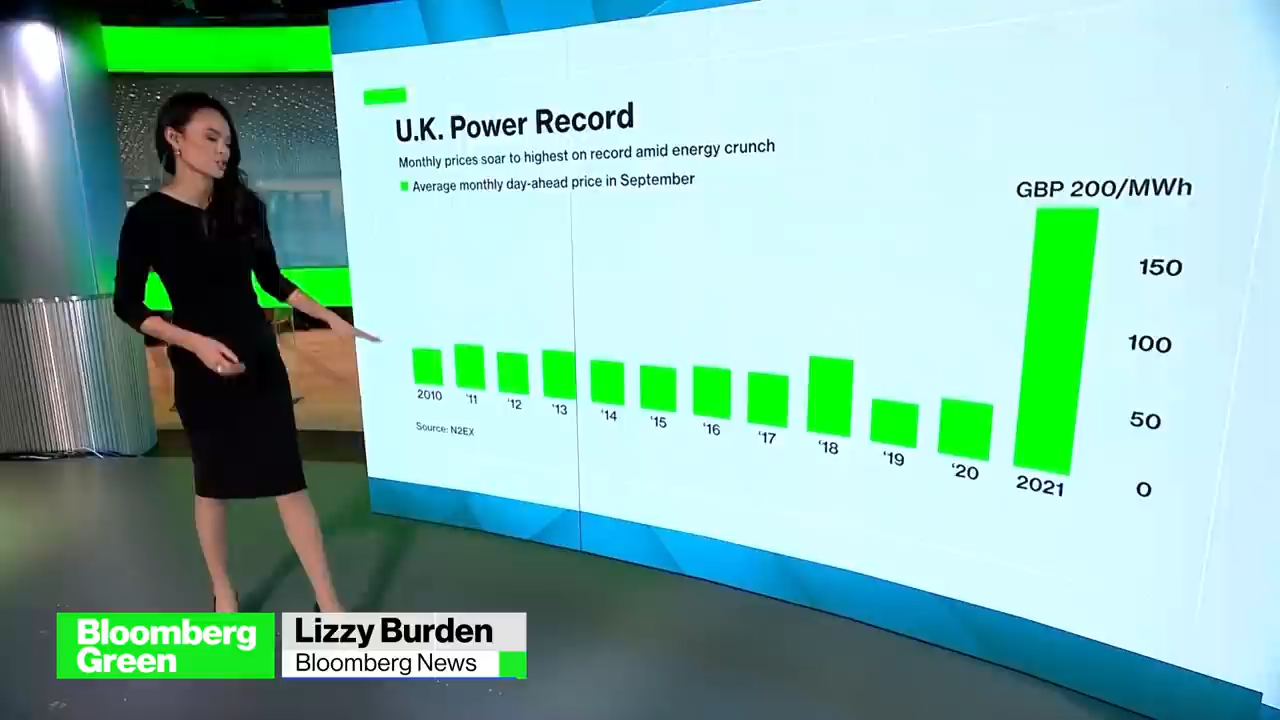 U.K. Power Record
Monthly prices soar to highest on record amid energy crunch
Average monthly day-ahead price in September
GBP 200/MWh
150
100
50
0
2010
'11
'12
'13
'14
'15
'16
'17
'18
'19
'20
2021
Source: N2EX
Bloomberg
Green
Lizzy Burden
Bloomberg News